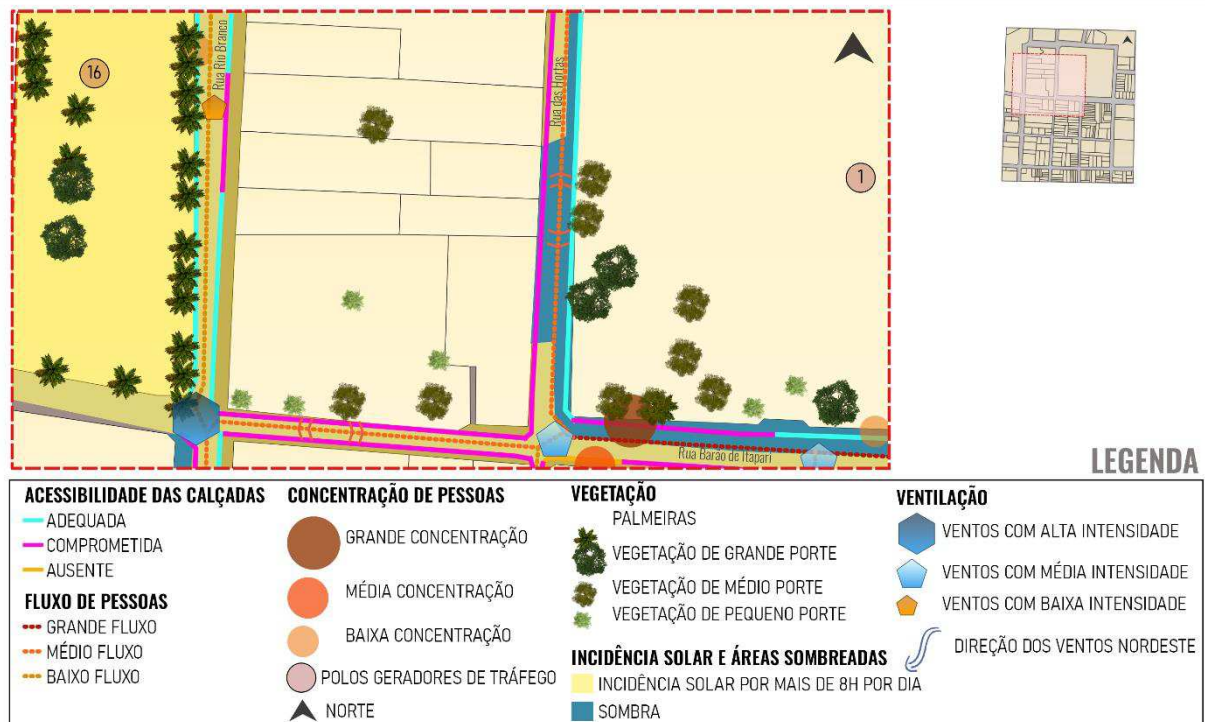 16
Rua Rio Branco
Rua das Hortas
1
Rua Barão de Itapari
LEGENDA
ACESSIBILIDADE DAS CALÇADAS
ADEQUADA
COMPROMETIDA
AUSENTE
FLUXO DE PESSOAS
GRANDE FLUXO
MÉDIO FLUXO
BAIXO FLUXO
CONCENTRAÇÃO DE PESSOAS
GRANDE CONCENTRAÇÃO
MÉDIA CONCENTRAÇÃO
BAIXA CONCENTRAÇÃO
POLOS GERADORES DE TRÁFEGO
NORTE
VEGETAÇÃO
PALMEIRAS
VEGETAÇÃO DE GRANDE PORTE
VEGETAÇÃO DE MÉDIO PORTE
VEGETAÇÃO DE PEQUENO PORTE
INCIDÊNCIA SOLAR E ÁREAS SOMBREADAS
INCIDÊNCIA SOLAR POR MAIS DE 8H POR DIA
SOMBRA
VENTILAÇÃO
VENTOS COM ALTA INTENSIDADE
VENTOS COM MÉDIA INTENSIDADE
VENTOS COM BAIXA INTENSIDADE
DIREÇÃO DOS VENTOS NORDESTE